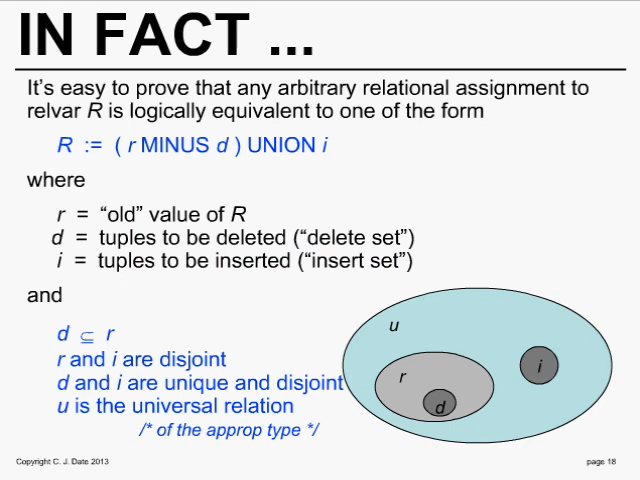 IN FACT ...
It's easy to prove that any arbitrary relational assignment to
relvar R is logically equivalent to one of the form
R := ( r MINUS d ) UNION i
where
r = “old” value of R
d = tuples to be deleted (“delete set”)
i = tuples to be inserted (“insert set”)
and
d ⊆ r
r and i are disjoint
d and i are unique and disjoint
u is the universal relation
/* of the approp type */
u
r
d
i
Copyright C. J. Date 2013
page 18